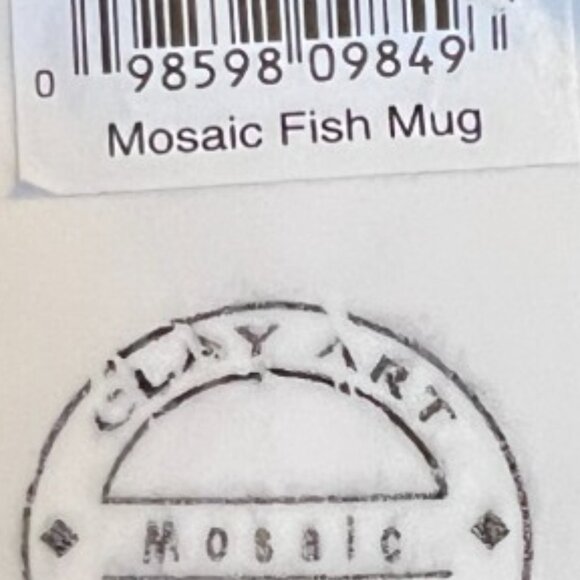 0 98598 09849
Mosaic Fish Mug
CLAY ART
Mosaic